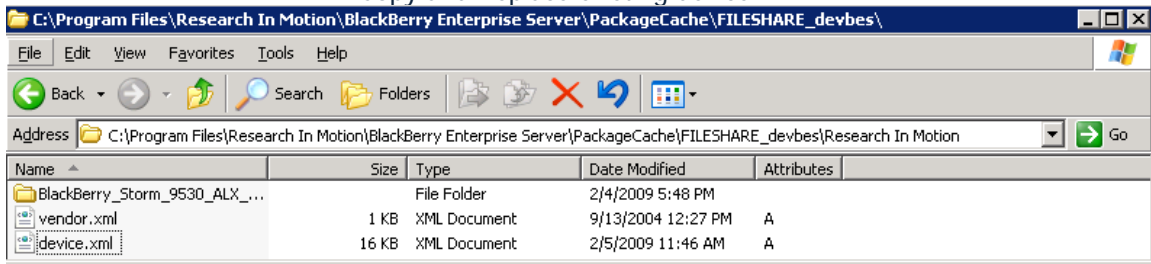 C:\Program Files\Research In Motion\BlackBerry Enterprise Server\PackageCache\FILESHARE_devbes\
File Edit View Favorites Tools Help
Back Search Folders
Address C:\Program Files\Research In Motion\BlackBerry Enterprise Server\PackageCache\FILESHARE_devbes\Research In Motion Go
Name Size Type Date Modified Attributes
BlackBerry_Storm_9530_ALX_... File Folder 2/4/2009 5:48 PM
vendor.xml 1 KB XML Document 9/13/2004 12:27 PM A
device.xml 16 KB XML Document 2/5/2009 11:46 AM A